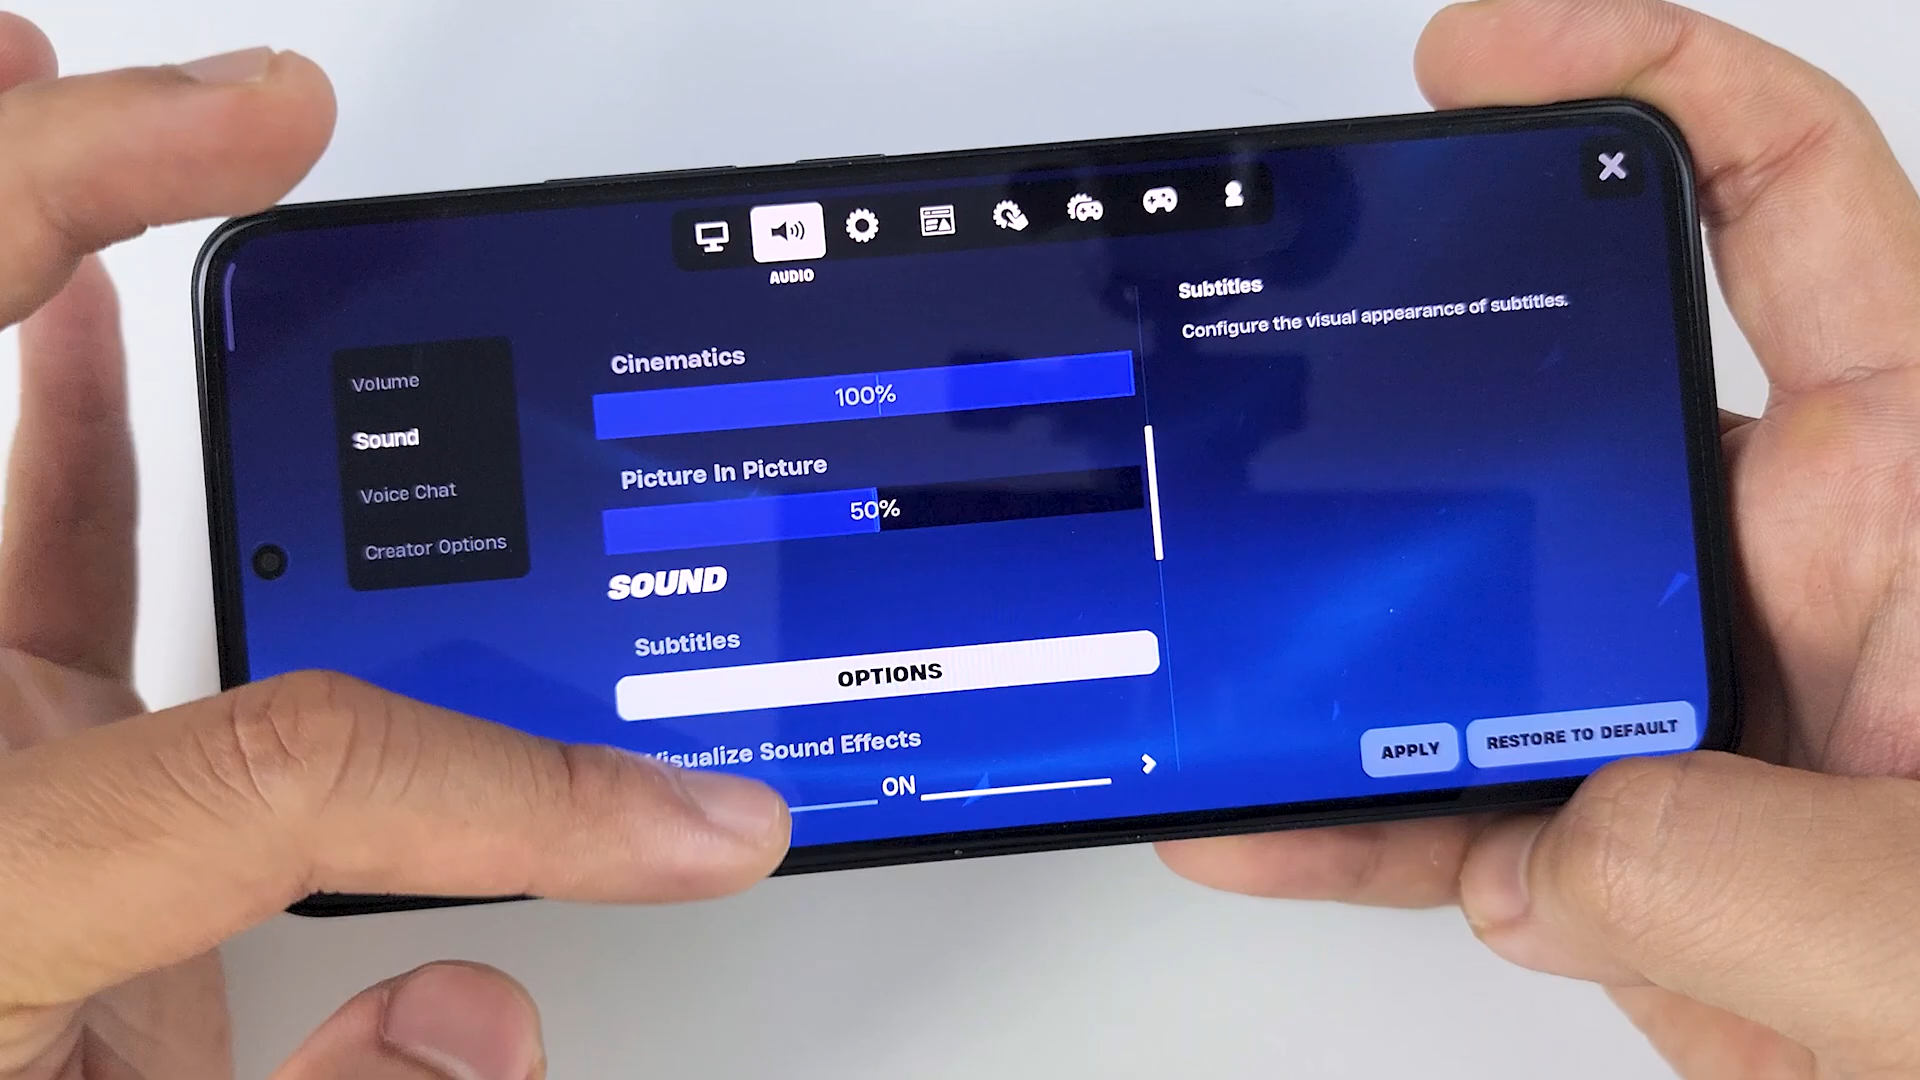 AUDIO
Volume
Sound
Voice Chat
Creator Options
Cinematics
100%
Picture In Picture
50%
SOUND
Subtitles
OPTIONS
Visualize Sound Effects
ON
Subtitles
Configure the visual appearance of subtitles.
APPLY
RESTORE TO DEFAULT